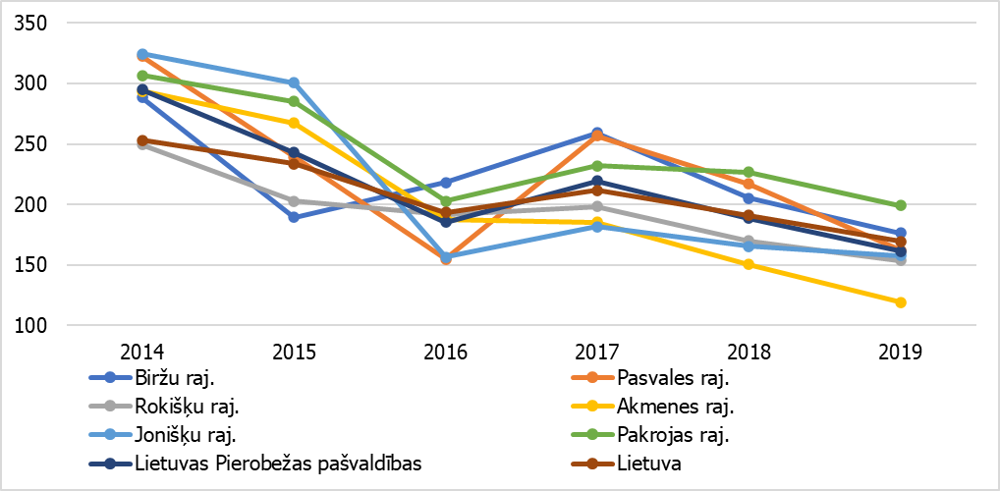 350
300
250
200
150
100
2014 2015 2016 2017 2018 2019
Biržu raj. Pasvales raj.
Rokišķu raj. Akmenes raj.
Jonišķu raj. Pakrojas raj.
Lietuvas Pierobežas pašvaldības Lietuva